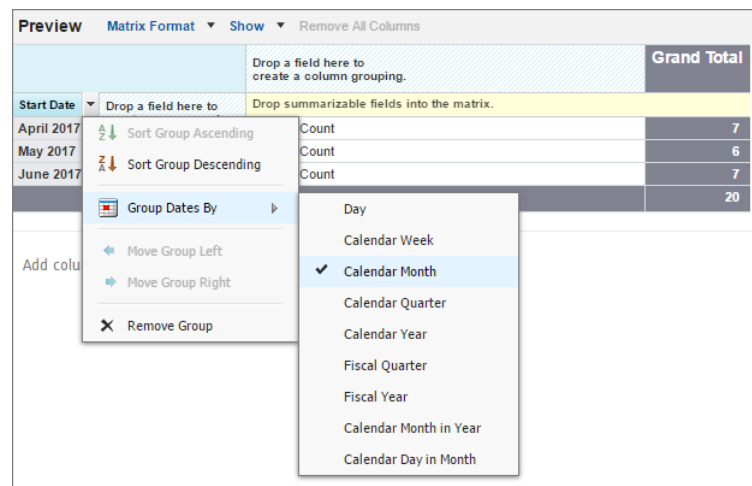 Preview Matrix Format Show Remove All Columns
Drop a field here to
create a column grouping.
Grand Total
Start Date Drop a field here to
Drop summarizable fields into the matrix.
April 2017 Count 7
May 2017 Count 6
June 2017 Count 7
20
Add colu
Sort Group Ascending
Sort Group Descending
Group Dates By
Move Group Left
Move Group Right
Remove Group
Day
Calendar Week
Calendar Month
Calendar Quarter
Calendar Year
Fiscal Quarter
Fiscal Year
Calendar Month in Year
Calendar Day in Month